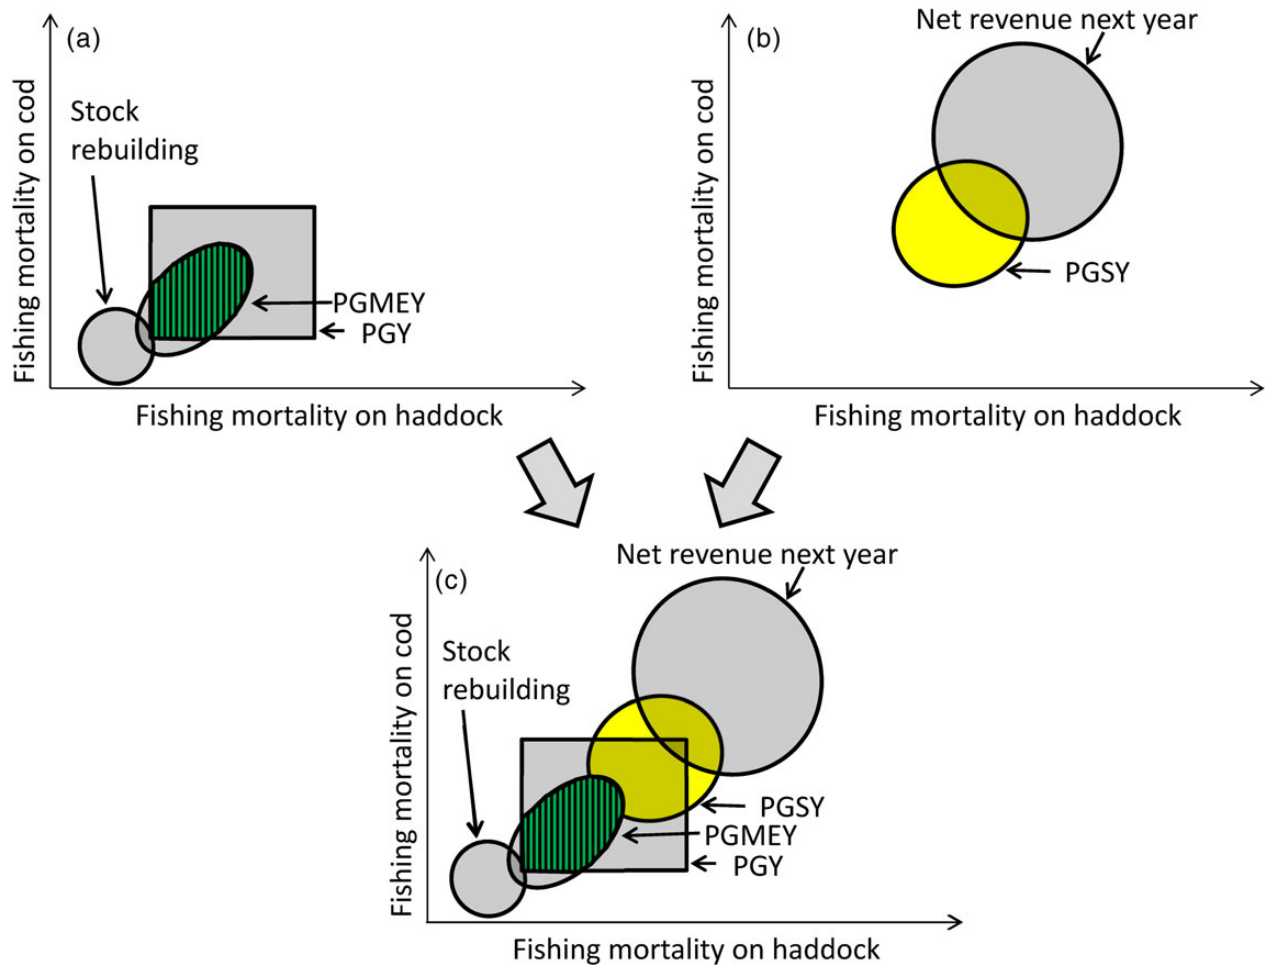 (a)
Stock
rebuilding
PGMEY
PGY
Fishing mortality on cod
Fishing mortality on haddock
Net revenue next year
(b)
PGSY
Fishing mortality on cod
Fishing mortality on haddock
Net revenue next year
(c)
Stock
rebuilding
PGSY
PGMEY
PGY
Fishing mortality on cod
Fishing mortality on haddock